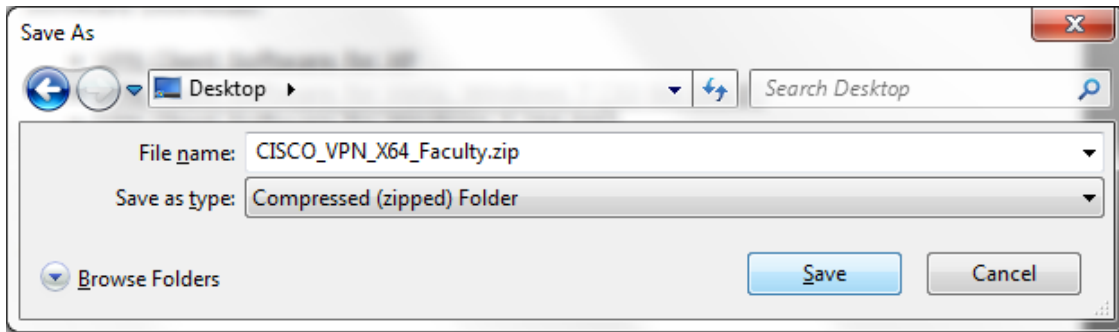 Save As
Desktop
Search Desktop
File name: CISCO_VPN_X64_Faculty.zip
Save as type: Compressed (zipped) Folder
Browse Folders Save Cancel